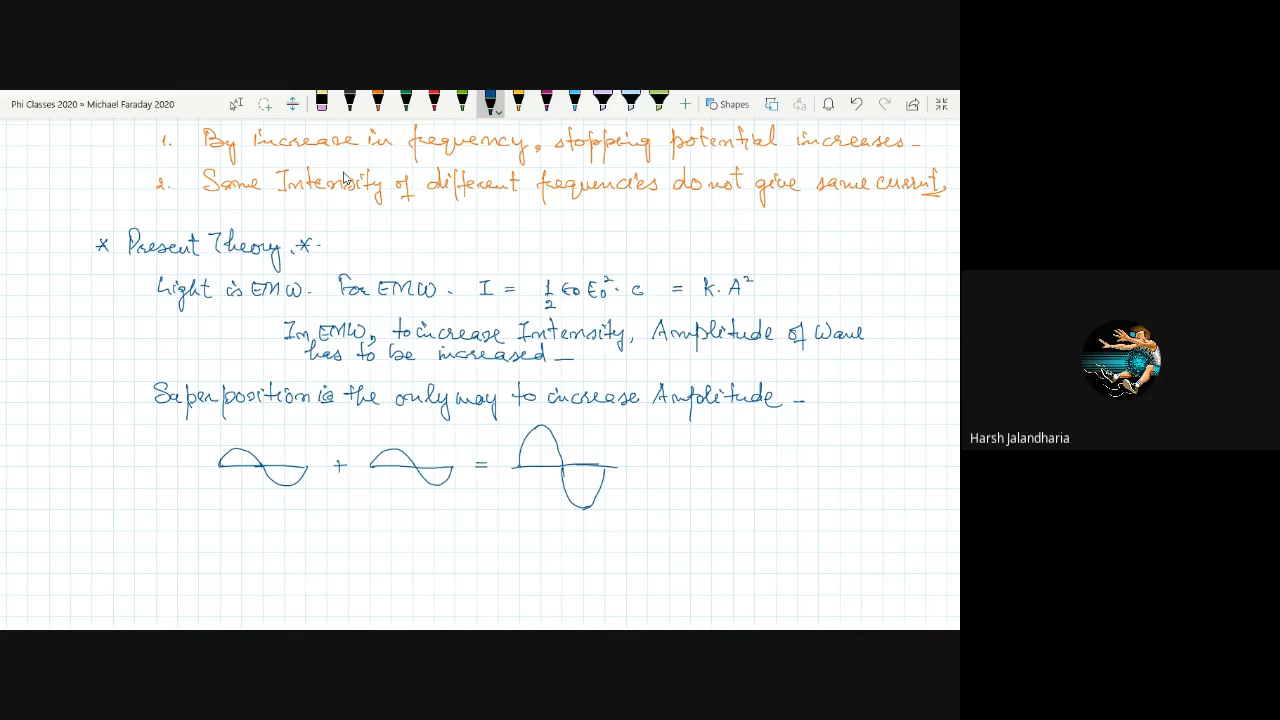 Phi Classes 2020 » Michael Faraday 2020
Shapes
1. By increase in frequency, stopping potential increases -
2. Same Intensity of different frequencies do not give same current.
* Present Theory *
Light is EMW. For EMW. I = 1/2 ε0 E0². c = k. A²
In EMW, to increase Intensity, Amplitude of Wave
has to be increased -
Superposition is the only way to increase Amplitude -
+ =
Harsh Jalandharia